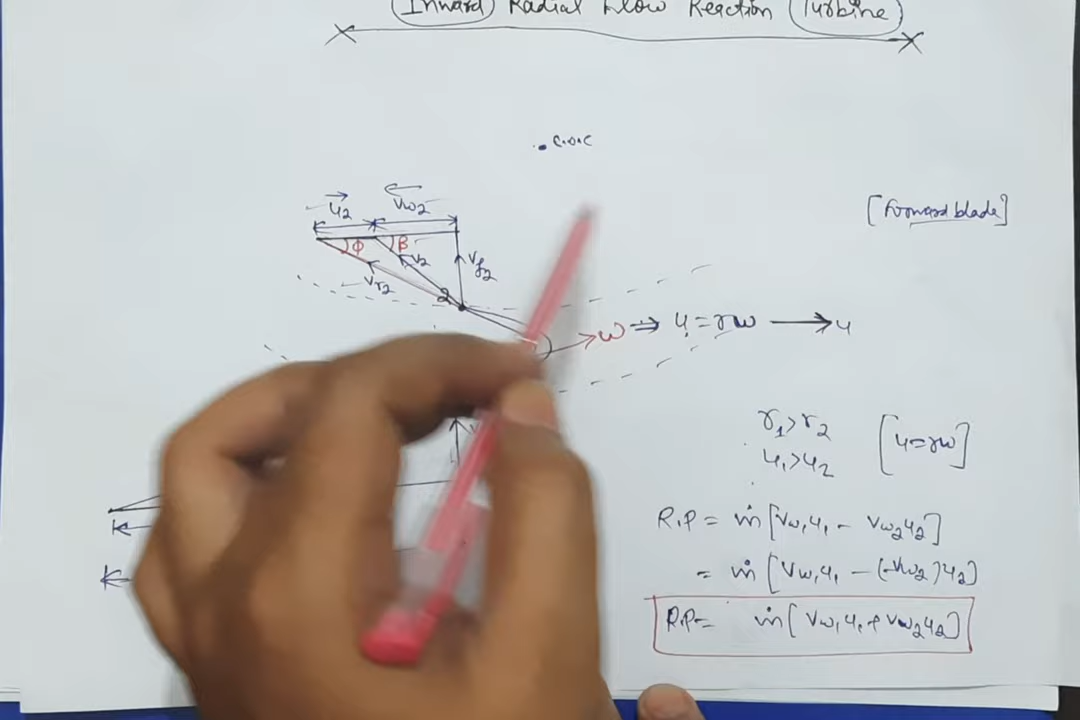 Inward Radial Flow Reaction Turbine
C.O.C
u2
Vw2
[Forward blade]
ϕ
β
V2
Vf2
Vr2
2
ω ⇒ u=rω → u
r1>r2
[u=rω]
u1>u2
R.P = ṁ[Vw1u1 - Vw2u2]
= ṁ[Vw1u1 - (-Vw2)u2]
R.P= ṁ[Vw1u1+Vw2u2]